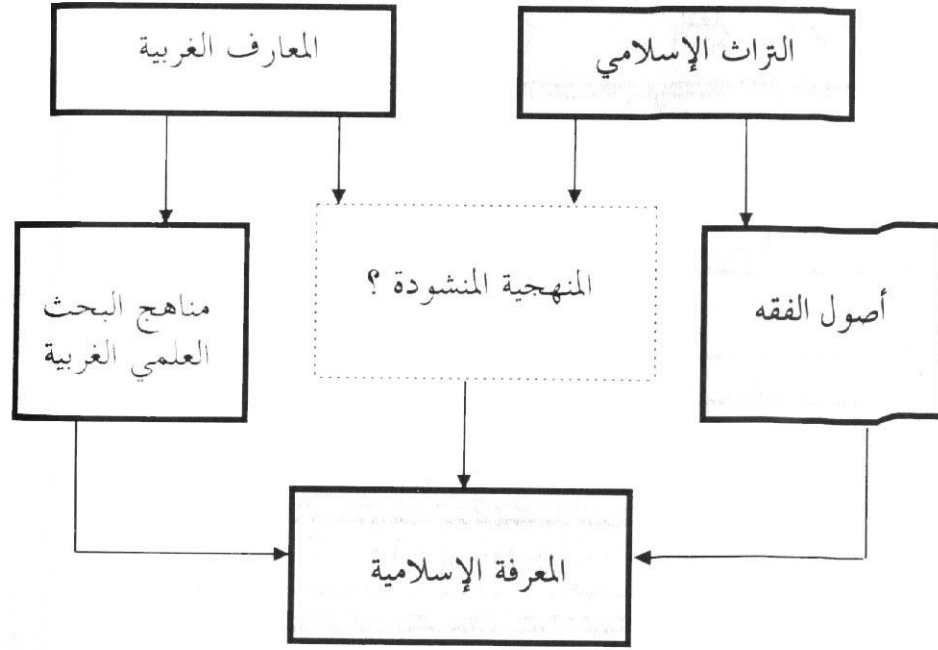 التراث الإسلامي
المعارف الغربية
أصول الفقه
المنهجية المنشودة ؟
مناهج البحث
العلمي الغربية
المعرفة الإسلامية